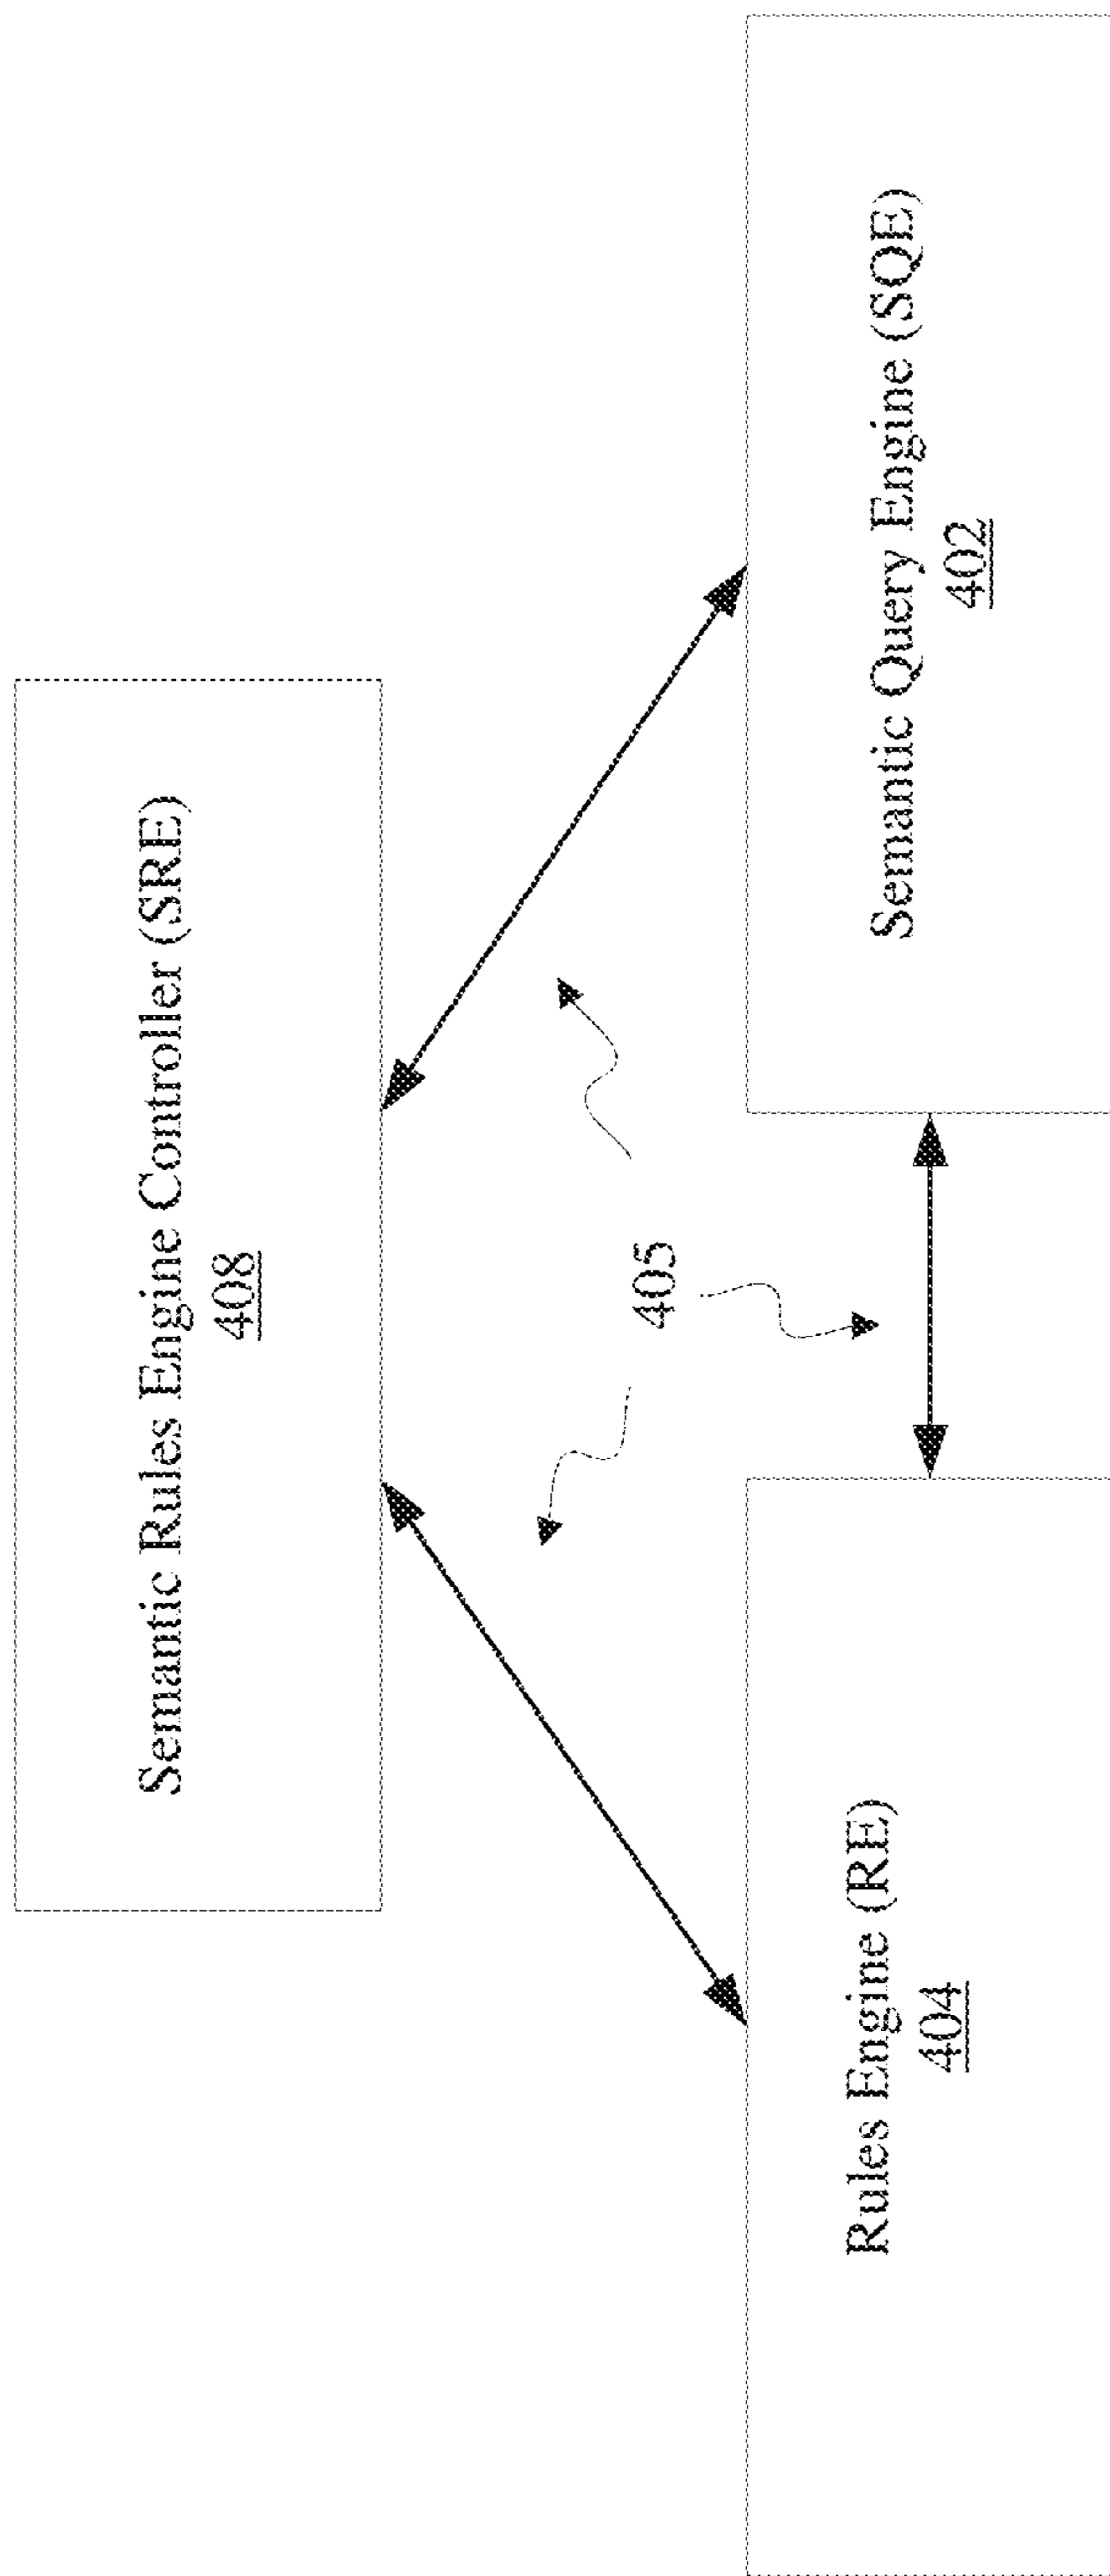 Semantic Rules Engine Controller (SRE)
408
405
Rules Engine (RE)
404
Semantic Query Engine (SQE)
402